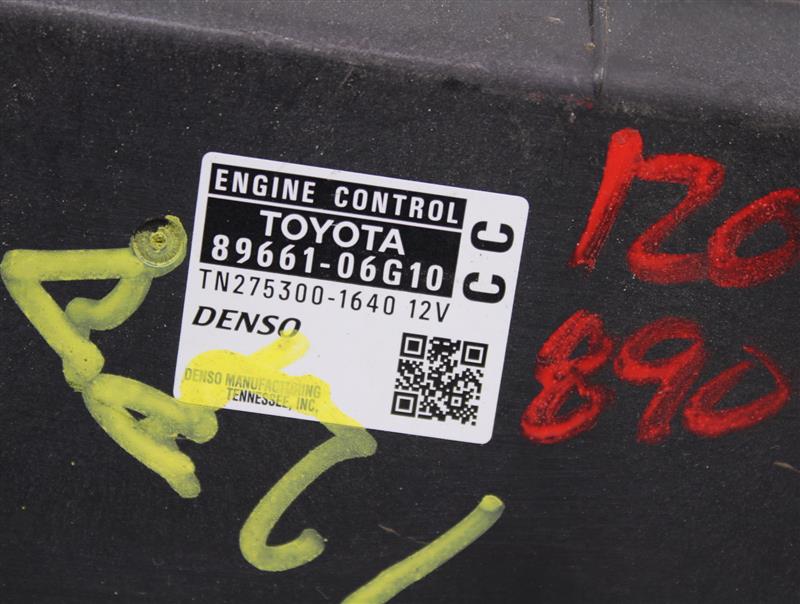 ENGINE CONTROL
TOYOTA
89661-06G10
CC
TN275300-1640 12V
DENSO
DENSO MANUFACTURING
TENNESSEE, INC.
120
890